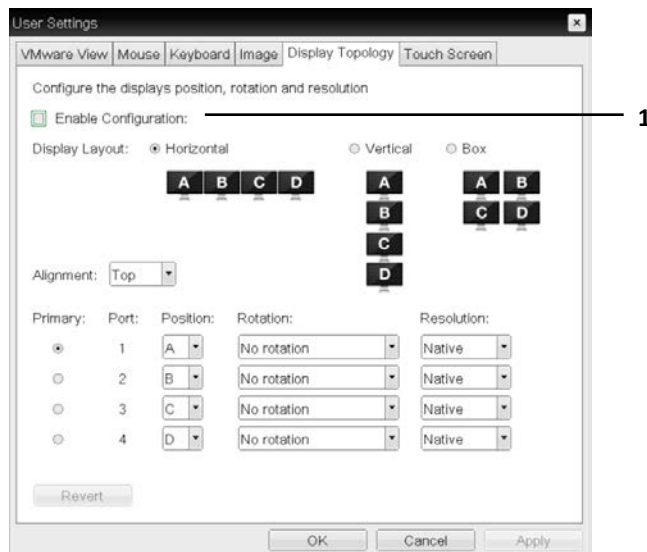 User Settings
VMware View Mouse Keyboard Image Display Topology Touch Screen
Configure the displays position, rotation and resolution
Enable Configuration:
1
Display Layout: Horizontal Vertical Box
A B C D A A B
B C D
C
D
Alignment: Top
Primary: Port: Position: Rotation: Resolution:
1 A No rotation Native
2 B No rotation Native
3 C No rotation Native
4 D No rotation Native
Revert
OK Cancel Apply